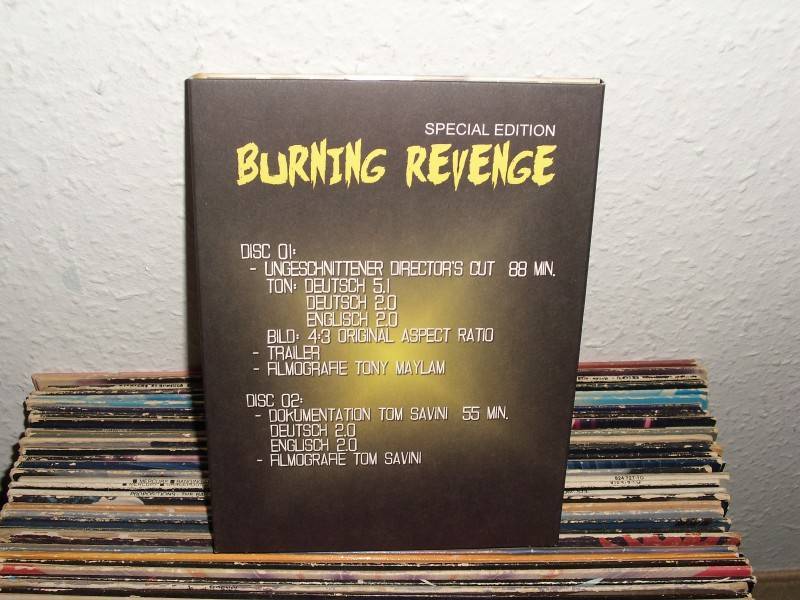 SPECIAL EDITION
BURNING REVENGE
DISC 01:
- UNGESCHNITTENER DIRECTOR'S CUT 88 MIN.
TON: DEUTSCH 5.1
DEUTSCH 2.0
ENGLISCH 2.0
BILD: 4:3 ORIGINAL ASPECT RATIO
- TRAILER
- FILMOGRAFIE TONY MAYLAM
DISC 02:
- DOKUMENTATION TOM SAVINI 55 MIN.
DEUTSCH 2.0
ENGLISCH 2.0
- FILMOGRAFIE TOM SAVINI